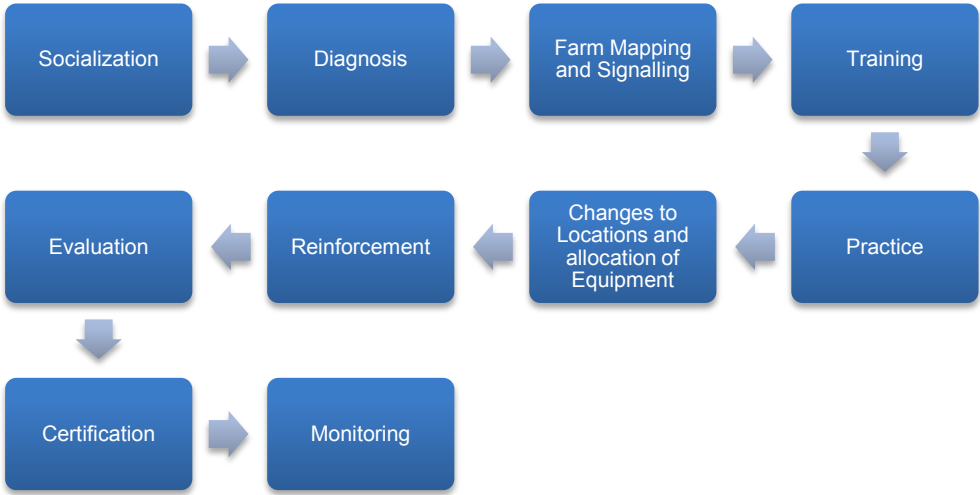 Socialization
Diagnosis
Farm Mapping
and Signalling
Training
Practice
Changes to
Locations and
allocation of
Equipment
Reinforcement
Evaluation
Certification
Monitoring